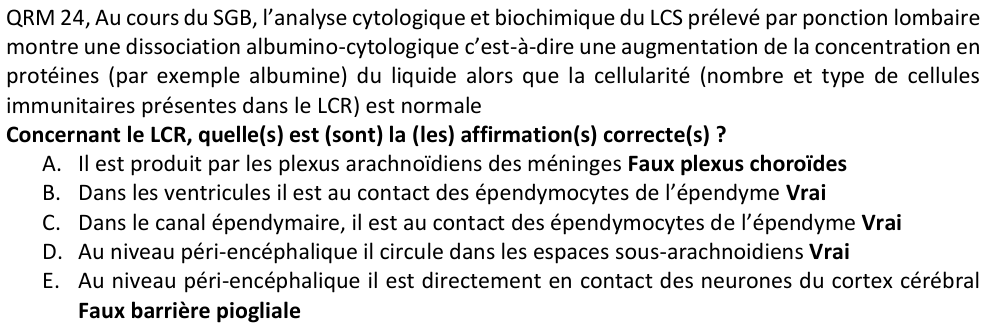 QRM 24, Au cours du SGB, l’analyse cytologique et biochimique du LCS prélevé par ponction lombaire
montre une dissociation albumino-cytologique c’est-à-dire une augmentation de la concentration en
protéines (par exemple albumine) du liquide alors que la cellularité (nombre et type de cellules
immunitaires présentes dans le LCR) est normale
Concernant le LCR, quelle(s) est (sont) la (les) affirmation(s) correcte(s) ?
A. Il est produit par les plexus arachnoïdiens des méninges Faux plexus choroïdes
B. Dans les ventricules il est au contact des épendymocytes de l’épendyme Vrai
C. Dans le canal épendymaire, il est au contact des épendymocytes de l’épendyme Vrai
D. Au niveau péri-encéphalique il circule dans les espaces sous-arachnoidiens Vrai
E. Au niveau péri-encéphalique il est directement en contact des neurones du cortex cérébral
Faux barrière piogliale